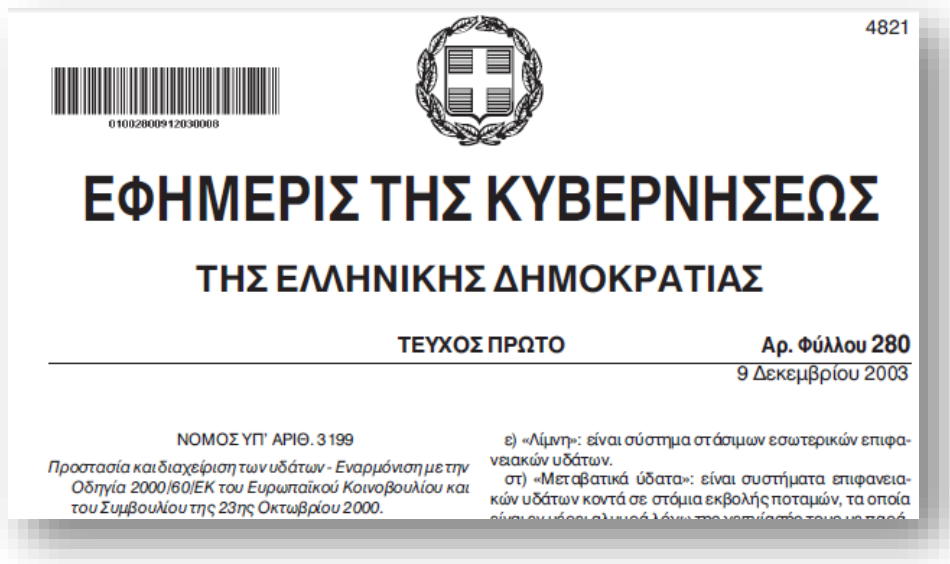 4821
01002800912030008
ΕΦΗΜΕΡΙΣ ΤΗΣ ΚΥΒΕΡΝΗΣΕΩΣ
ΤΗΣ ΕΛΛΗΝΙΚΗΣ ΔΗΜΟΚΡΑΤΙΑΣ
ΤΕΥΧΟΣ ΠΡΩΤΟ
Αρ. Φύλλου 280
9 Δεκεμβρίου 2003
ΝΟΜΟΣ ΥΠ’ ΑΡΙΘ. 3199
Προστασία και διαχείριση των υδάτων - Εναρμόνιση με την
Οδηγία 2000/60/ΕΚ του Ευρωπαϊκού Κοινοβουλίου και
του Συμβουλίου της 23ης Οκτωβρίου 2000.
ε) «Λίμνη»: είναι σύστημα στάσιμων εσωτερικών επιφα-
νειακών υδάτων.
στ) «Μεταβατικά ύδατα»: είναι συστήματα επιφανεια-
κών υδάτων κοντά σε στόμια εκβολής ποταμών, τα οποία